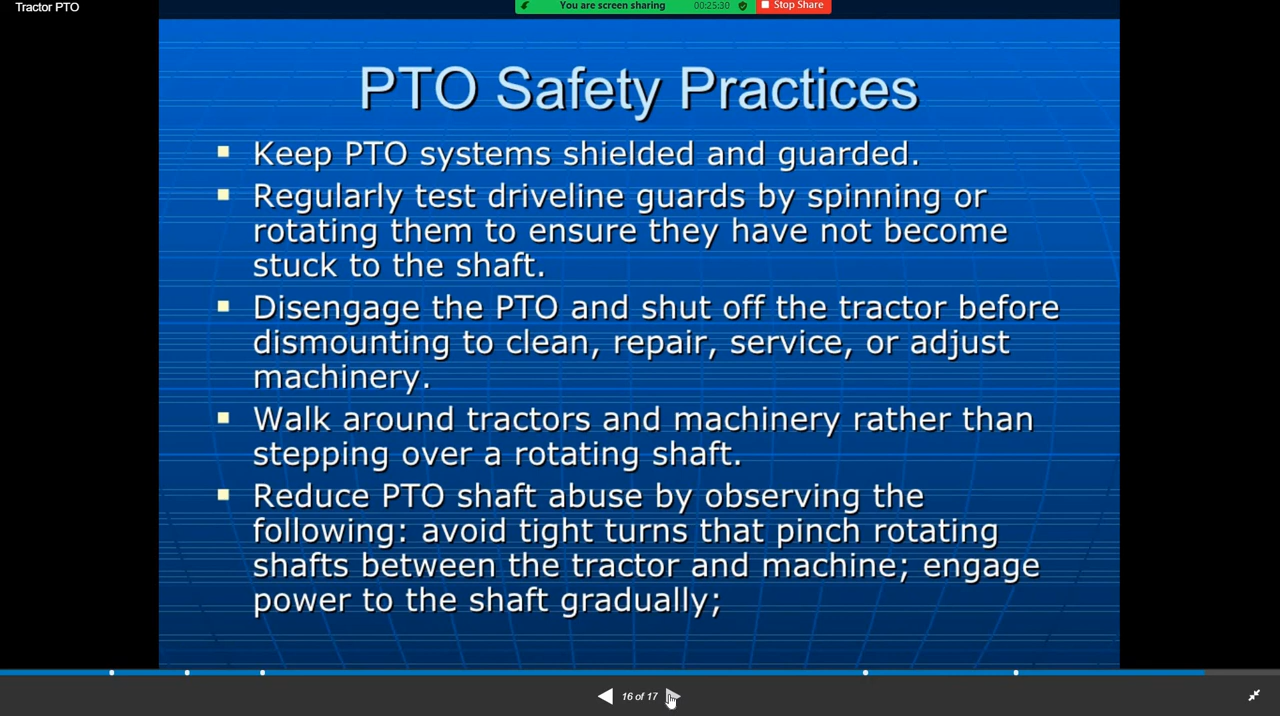 Tractor PTO
You are screen sharing 00:25:30 Stop Share
PTO Safety Practices
Keep PTO systems shielded and guarded.
Regularly test driveline guards by spinning or
rotating them to ensure they have not become
stuck to the shaft.
Disengage the PTO and shut off the tractor before
dismounting to clean, repair, service, or adjust
machinery.
Walk around tractors and machinery rather than
stepping over a rotating shaft.
Reduce PTO shaft abuse by observing the
following: avoid tight turns that pinch rotating
shafts between the tractor and machine; engage
power to the shaft gradually;
16 of 17